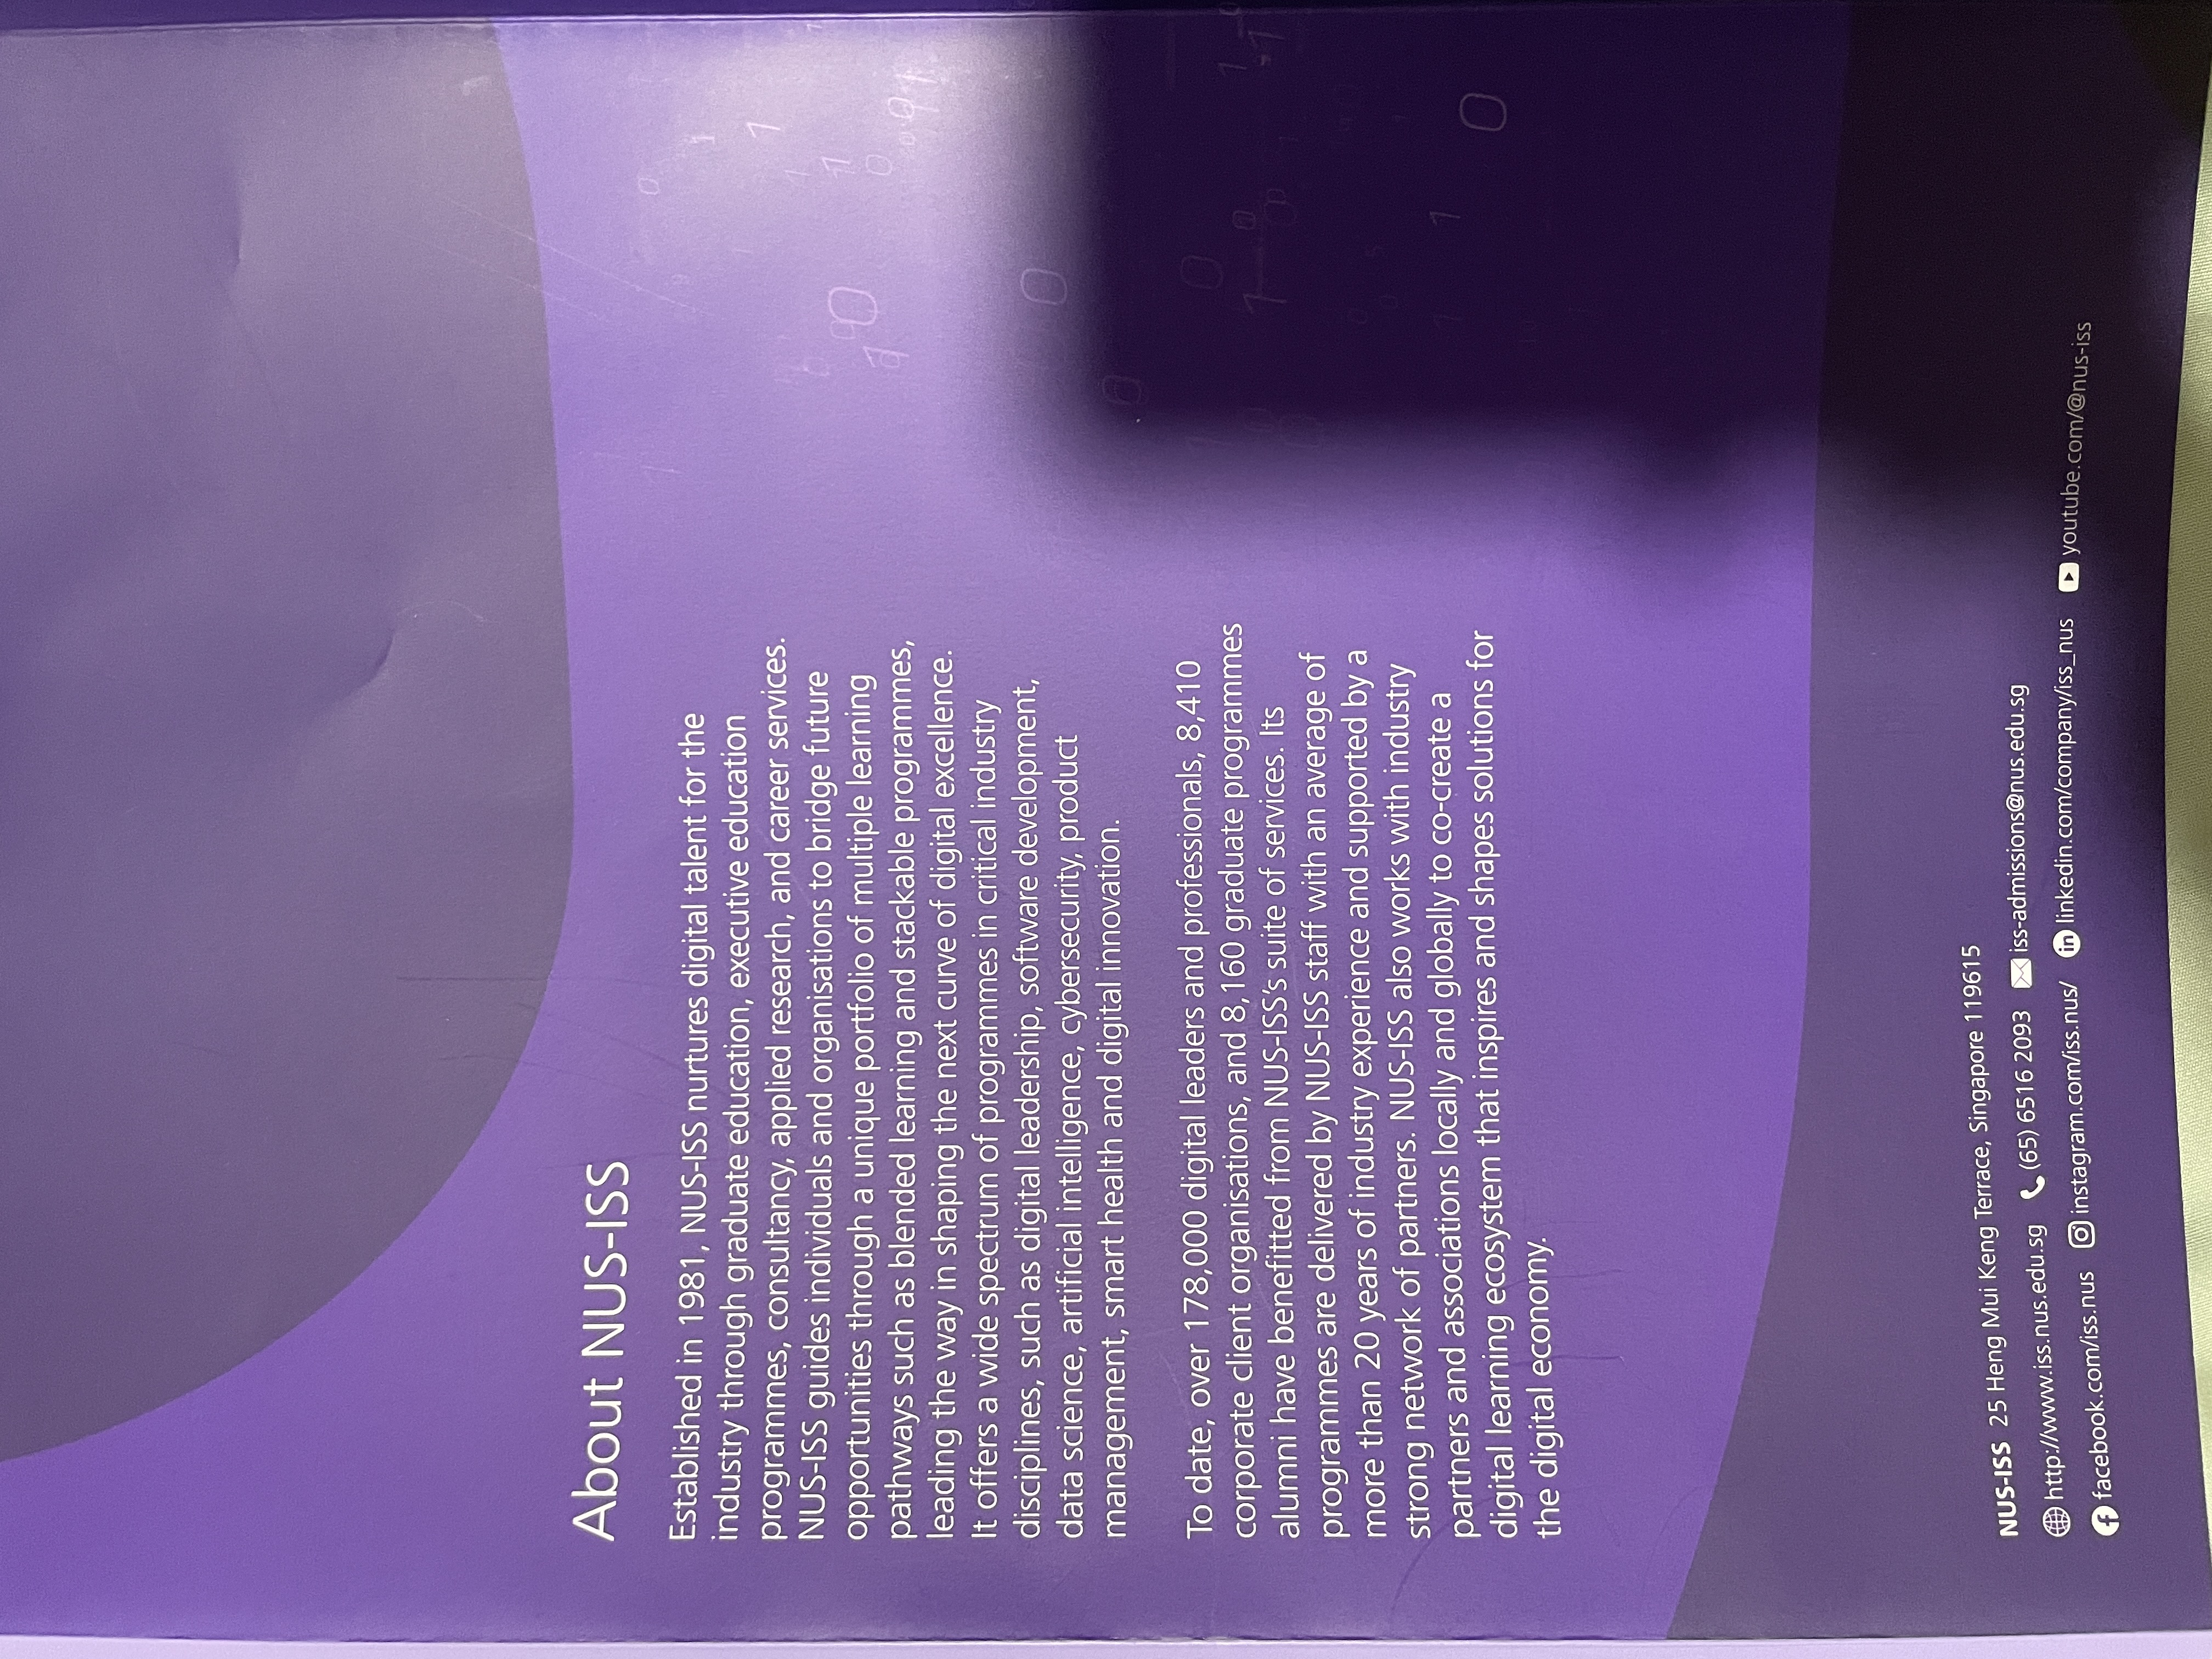 About NUS-ISS
Established in 1981, NUS-ISS nurtures digital talent for the
industry through graduate education, executive education
programmes, consultancy, applied research, and career services.
NUS-ISS guides individuals and organisations to bridge future
opportunities through a unique portfolio of multiple learning
pathways such as blended learning and stackable programmes,
leading the way in shaping the next curve of digital excellence.
It offers a wide spectrum of programmes in critical industry
disciplines, such as digital leadership, software development,
data science, artificial intelligence, cybersecurity, product
management, smart health and digital innovation.
To date, over 178,000 digital leaders and professionals, 8,410
corporate client organisations, and 8,160 graduate programmes
alumni have benefitted from NUS-ISS's suite of services. Its
programmes are delivered by NUS-ISS staff with an average of
more than 20 years of industry experience and supported by a
strong network of partners. NUS-ISS also works with industry
partners and associations locally and globally to co-create a
digital learning ecosystem that inspires and shapes solutions for
the digital economy.
NUS-ISS 25 Heng Mui Keng Terrace, Singapore 119615
http://www.iss.nus.edu.sg (65) 6516 2093 iss-admissions@nus.edu.sg
facebook.com/iss.nus instagram.com/iss.nus/ linkedin.com/company/iss_nus youtube.com/@nus-iss